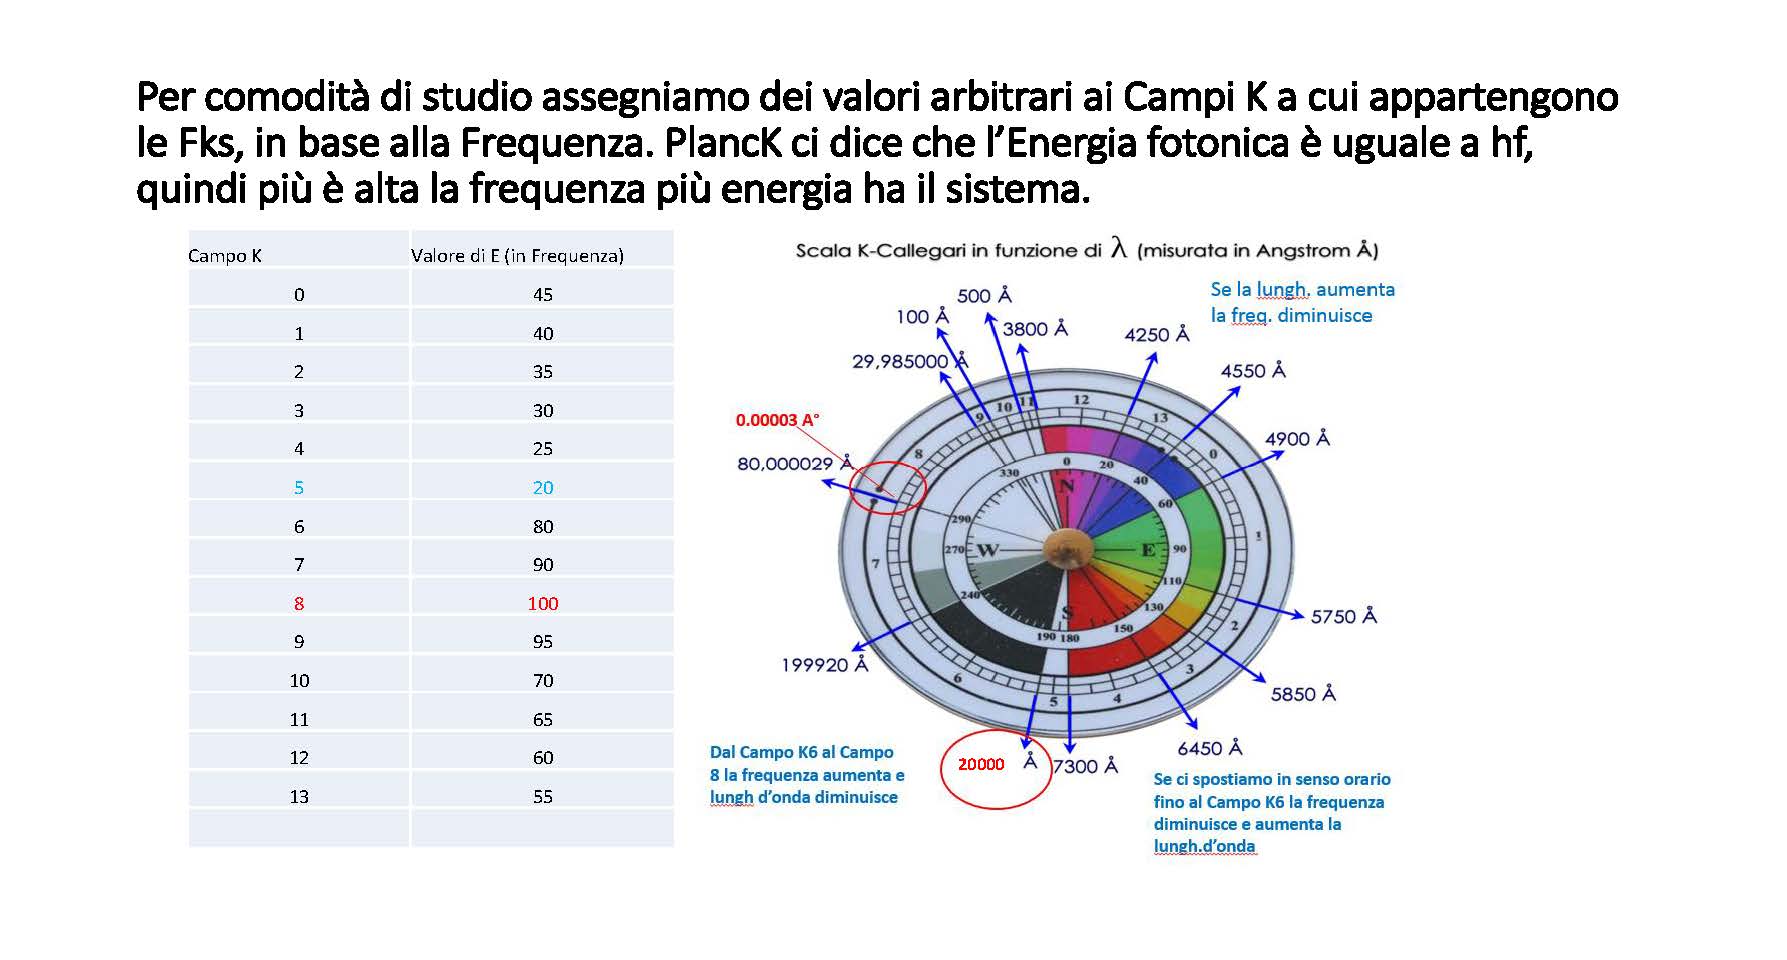 Per comodità di studio assegniamo dei valori arbitrari ai Campi K a cui appartengono
le Fks, in base alla Frequenza. PlancK ci dice che l'Energia fotonica è uguale a hf,
quindi più è alta la frequenza più energia ha il sistema.
Campo K Valore di E (in Frequenza)
0 45
1 40
2 35
3 30
4 25
5 20
6 80
7 90
8 100
9 95
10 70
11 65
12 60
13 55
Scala K-Callegari in funzione di λ (misurata in Angstrom Å)
Se la lungh. aumenta
la freq. diminuisce
500 Å
100 Å
3800 Å
4250 Å
29,985000 Å
4550 Å
0.00003 A°
4900 Å
80,000029 Å
5750 Å
199920 Å
5850 Å
6450 Å
20000 Å
7300 Å
12
13
0
1
2
3
4
5
6
7
8
9
10
11
0
20
40
60
90
110
130
150
180
190
240
270
290
330
N
E
S
W
Dal Campo K6 al Campo
8 la frequenza aumenta e
lungh d'onda diminuisce
Se ci spostiamo in senso orario
fino al Campo K6 la frequenza
diminuisce e aumenta la
lungh.d'onda